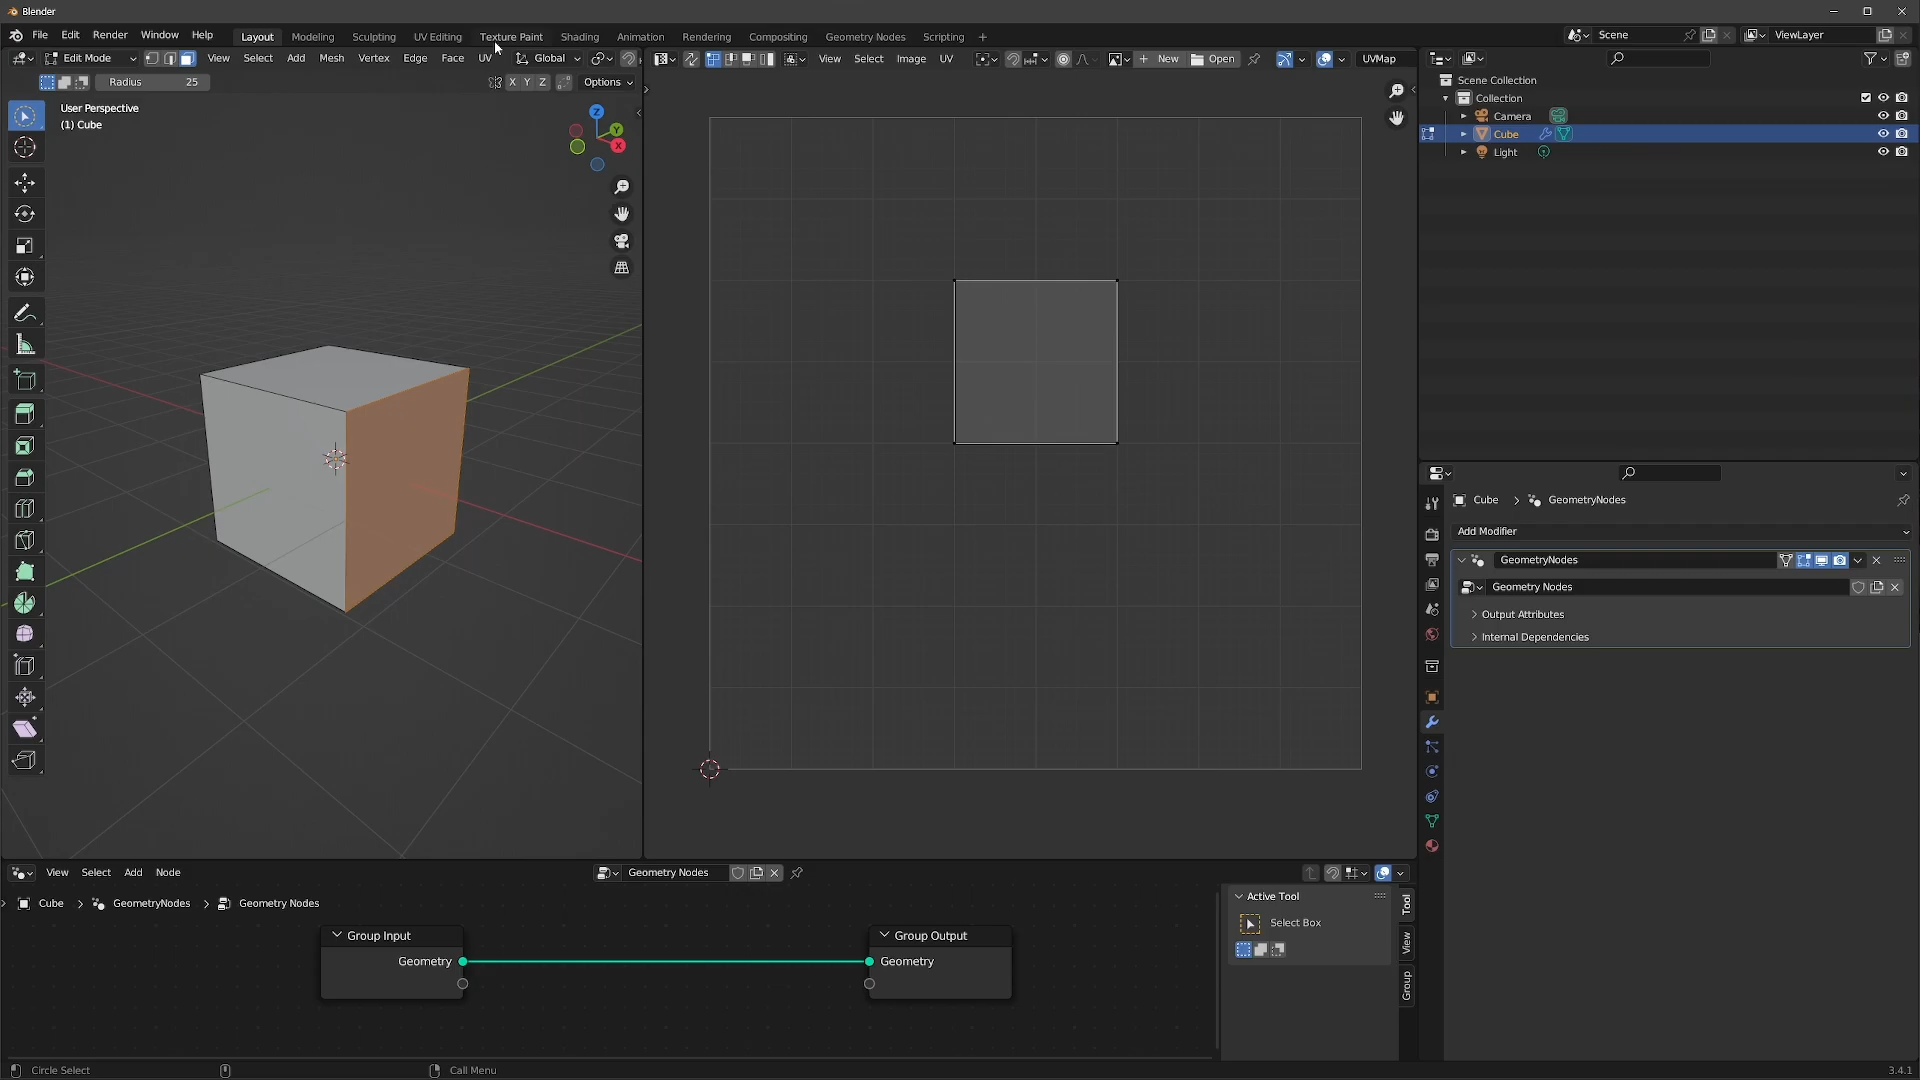 Blender
File Edit Render Window Help Layout Modeling Sculpting UV Editing Texture Paint Shading Animation Rendering Compositing Geometry Nodes Scripting + Scene ViewLayer
Edit Mode View Select Add Mesh Vertex Edge Face UV Global
View Select Image UV New Open UVMap
Radius 25 X Y Z Options
User Perspective
(1) Cube
Z
Y
X
Scene Collection
Collection
Camera
Cube
Light
Cube > GeometryNodes
Add Modifier
GeometryNodes
Geometry Nodes
Output Attributes
Internal Dependencies
View Select Add Node Geometry Nodes
Cube > GeometryNodes > Geometry Nodes
Group Input
Geometry
Group Output
Geometry
Active Tool
Select Box
Tool
View
Group
Circle Select Call Menu 3.4.1